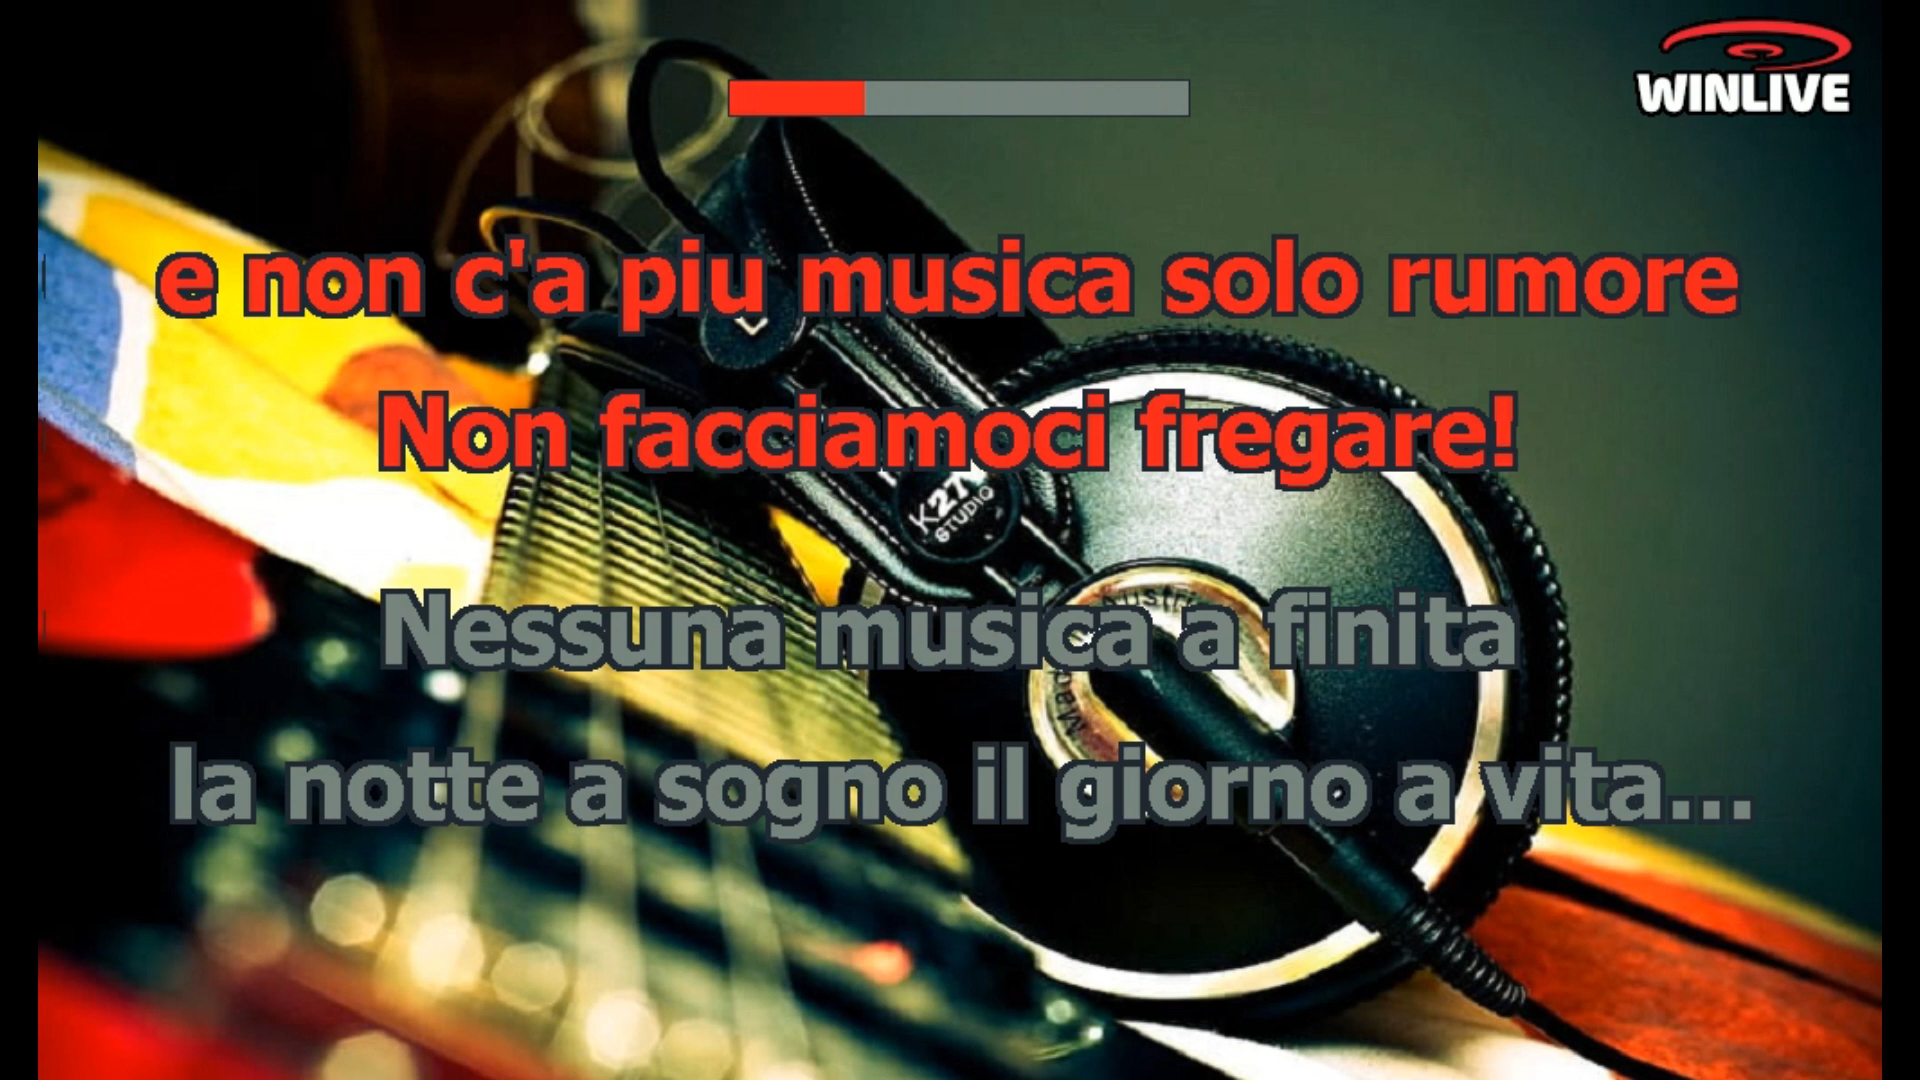 WINLIVE
e non c'a piu musica solo rumore
Non facciamoci fregare!
K27
STUDIO
Nessuna musica a finita
la notte a sogno il giorno a vita...